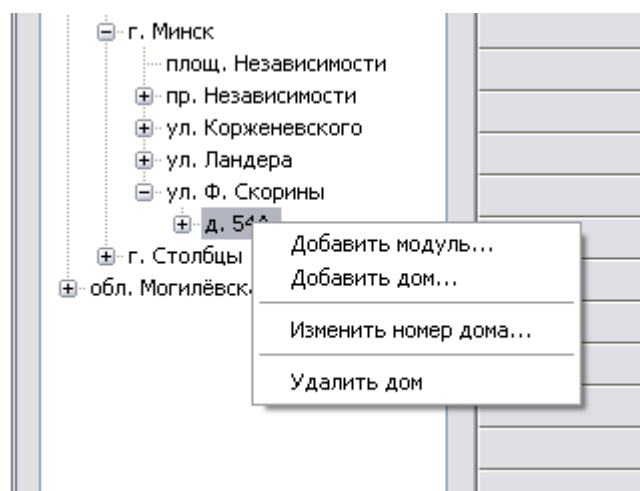 г. Минск
площ. Независимости
пр. Независимости
ул. Корженевского
ул. Ландера
ул. Ф. Скорины
д. 54А
г. Столбцы
обл. Могилёвск
Добавить модуль...
Добавить дом...
Изменить номер дома...
Удалить дом